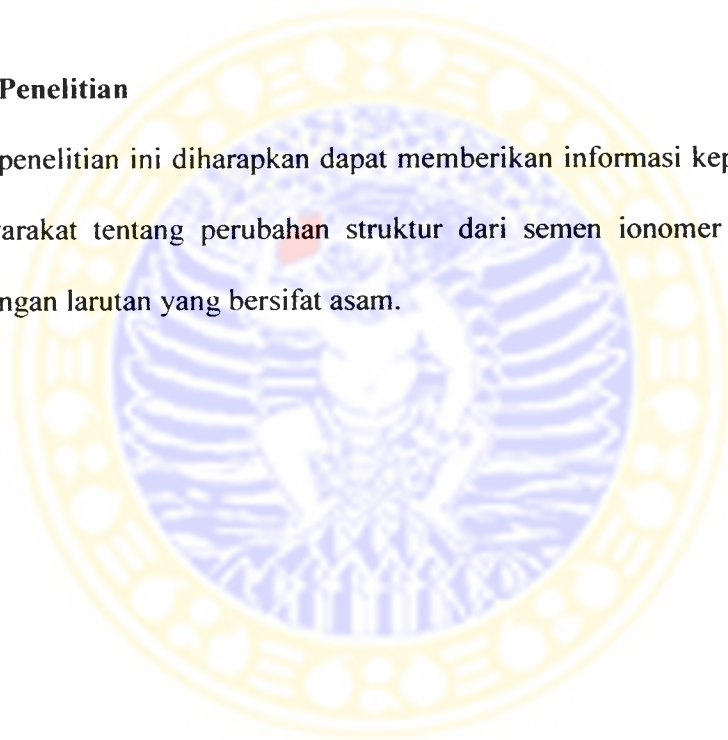 Penelitian
penelitian ini diharapkan dapat memberikan informasi kep
arakat tentang perubahan struktur dari semen ionomer
ngan larutan yang bersifat asam.